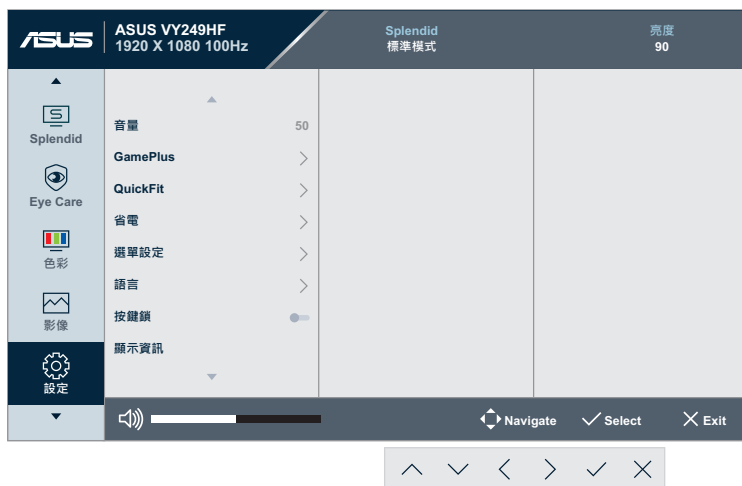 ASUS
ASUS VY249HF
1920 X 1080 100Hz
Splendid
標準模式
亮度
90
Splendid
Eye Care
色彩
影像
設定
音量 50
GamePlus
QuickFit
省電
選單設定
語言
按鍵鎖
顯示資訊
Navigate
Select
Exit